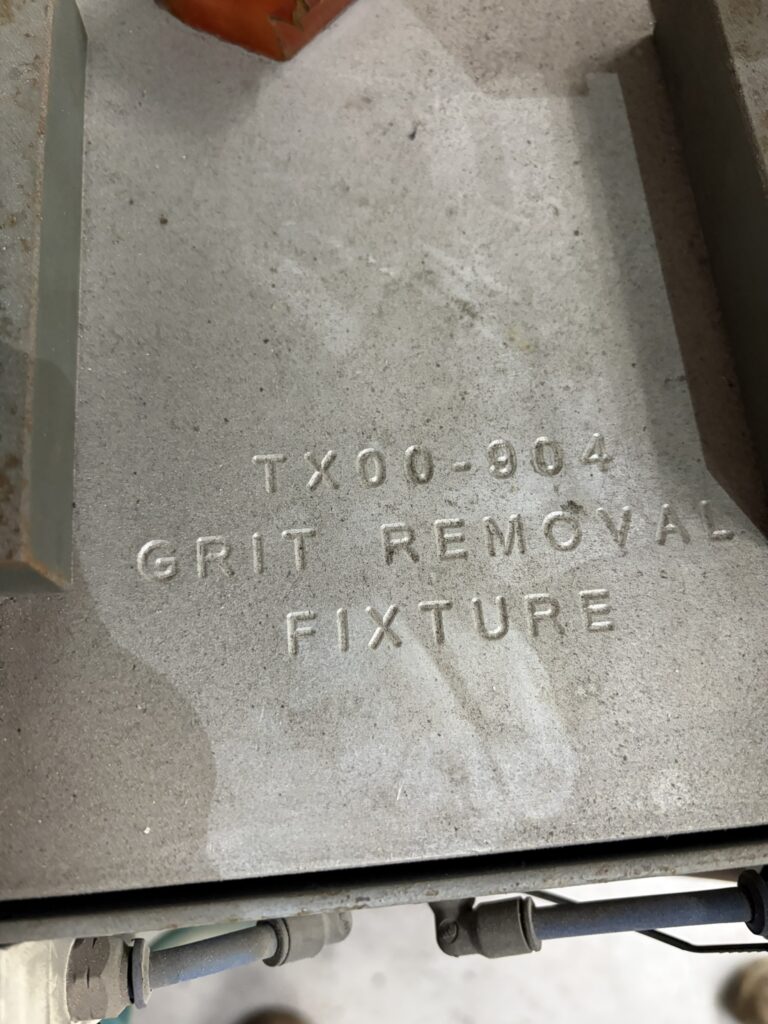 TX00-904
GRIT REMOVAL
FIXTURE